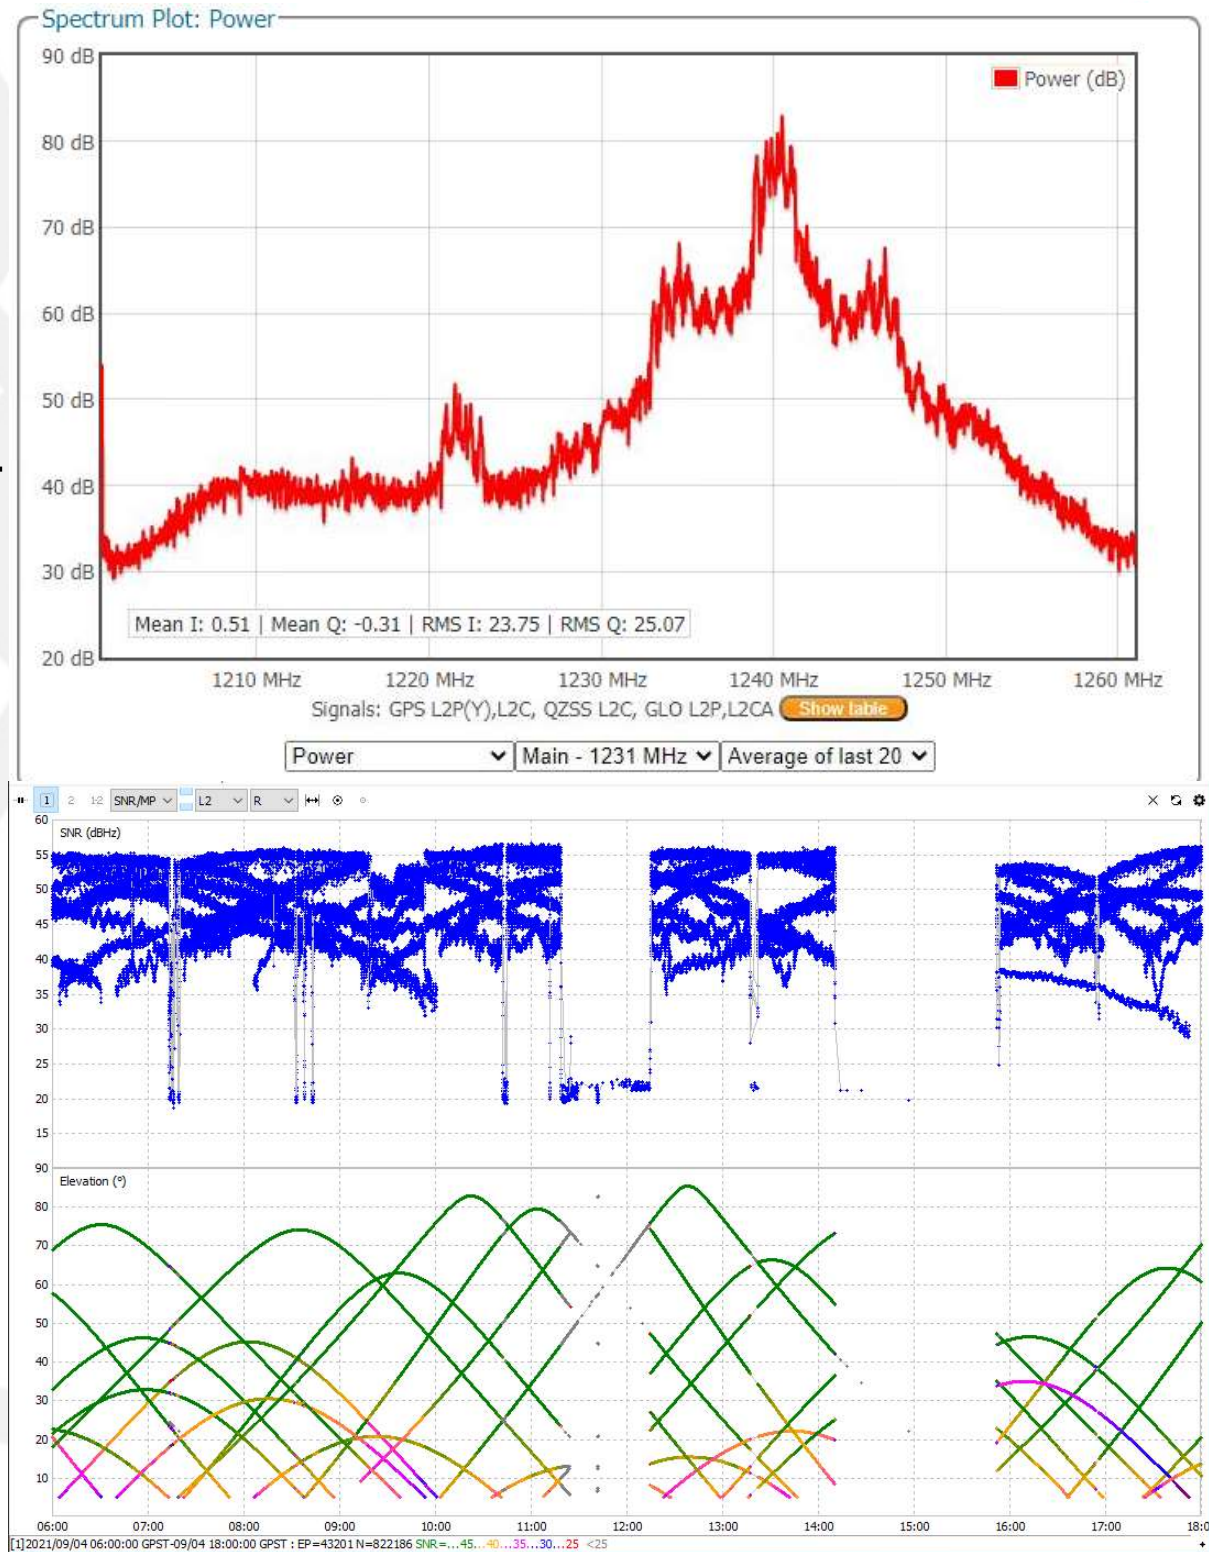 Spectrum Plot: Power
90 dB
Power (dB)
80 dB
70 dB
60 dB
50 dB
40 dB
30 dB
Mean I: 0.51 | Mean Q: -0.31 | RMS I: 23.75 | RMS Q: 25.07
20 dB
1210 MHz 1220 MHz 1230 MHz 1240 MHz 1250 MHz 1260 MHz
Signals: GPS L2P(Y),L2C, QZSS L2C, GLO L2P,L2CA Show table
Power Main - 1231 MHz Average of last 20
1 2 1-2 SNR/MP L2 R
60
SNR (dBHz)
55
50
45
40
35
30
25
20
15
10
90
Elevation (°)
80
70
60
50
40
30
20
10
06:00 07:00 08:00 09:00 10:00 11:00 12:00 13:00 14:00 15:00 16:00 17:00 18:0
[1]2021/09/04 06:00:00 GPST-09/04 18:00:00 GPST : EP=43201 N=822186 SNR=...45...40...35...30...25 <25